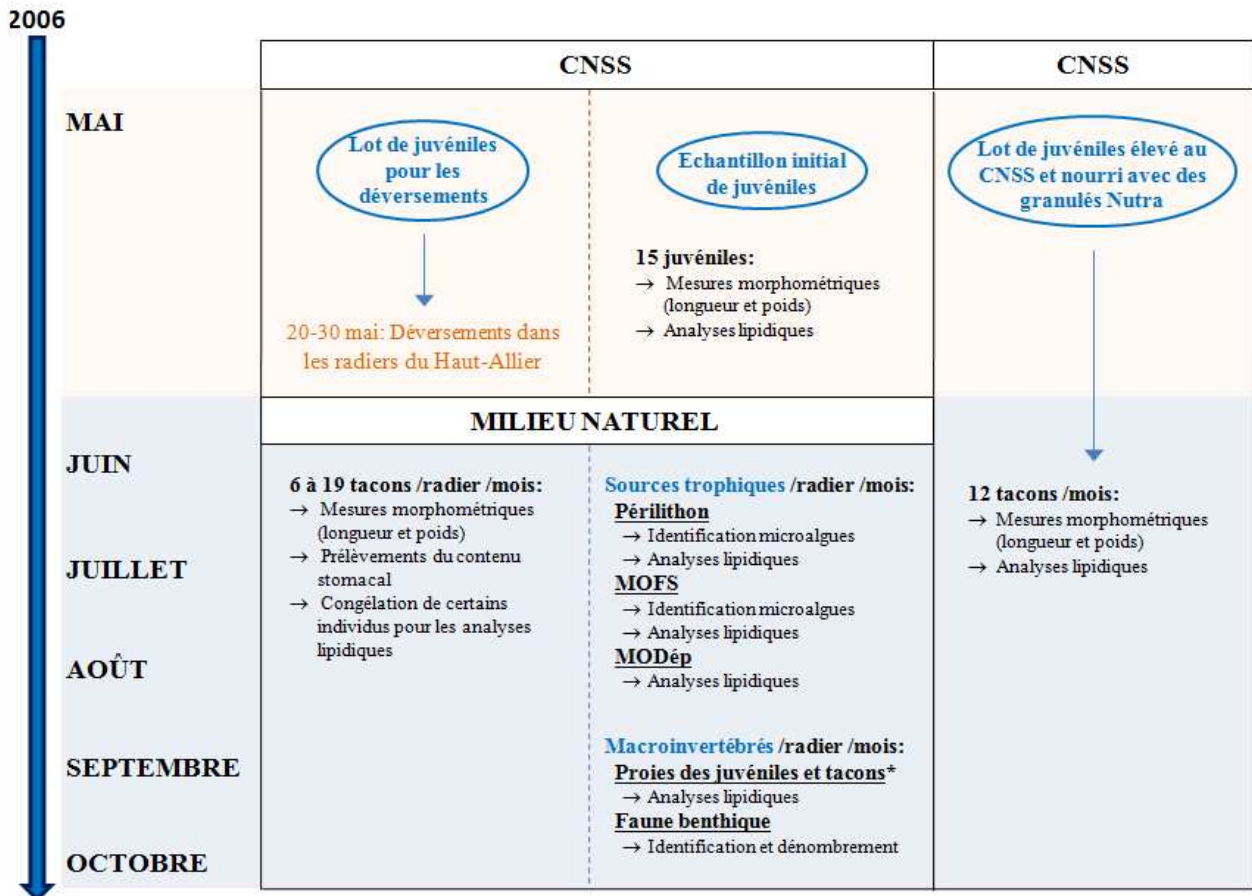 2006
CNSS
CNSS
MAI
Lot de juvéniles
pour les
déversements
Echantillon initial
de juvéniles
Lot de juvéniles élevé au
CNSS et nourri avec des
granulés Nutra
15 juvéniles:
→ Mesures morphométriques
(longueur et poids)
→ Analyses lipidiques
20-30 mai: Déversements dans
les radiers du Haut-Allier
MILIEU NATUREL
JUIN
JUILLET
AOÛT
SEPTEMBRE
OCTOBRE
6 à 19 tacons /radier /mois:
→ Mesures morphométriques
(longueur et poids)
→ Prélèvements du contenu
stomacal
→ Congélation de certains
individus pour les analyses
lipidiques
Sources trophiques /radier /mois:
Périlithon
→ Identification microalgues
→ Analyses lipidiques
MOFS
→ Identification microalgues
→ Analyses lipidiques
MODép
→ Analyses lipidiques
Macroinvertébrés /radier /mois:
Proies des juvéniles et tacons*
→ Analyses lipidiques
Faune benthique
→ Identification et dénombrement
12 tacons /mois:
→ Mesures morphométriques
(longueur et poids)
→ Analyses lipidiques